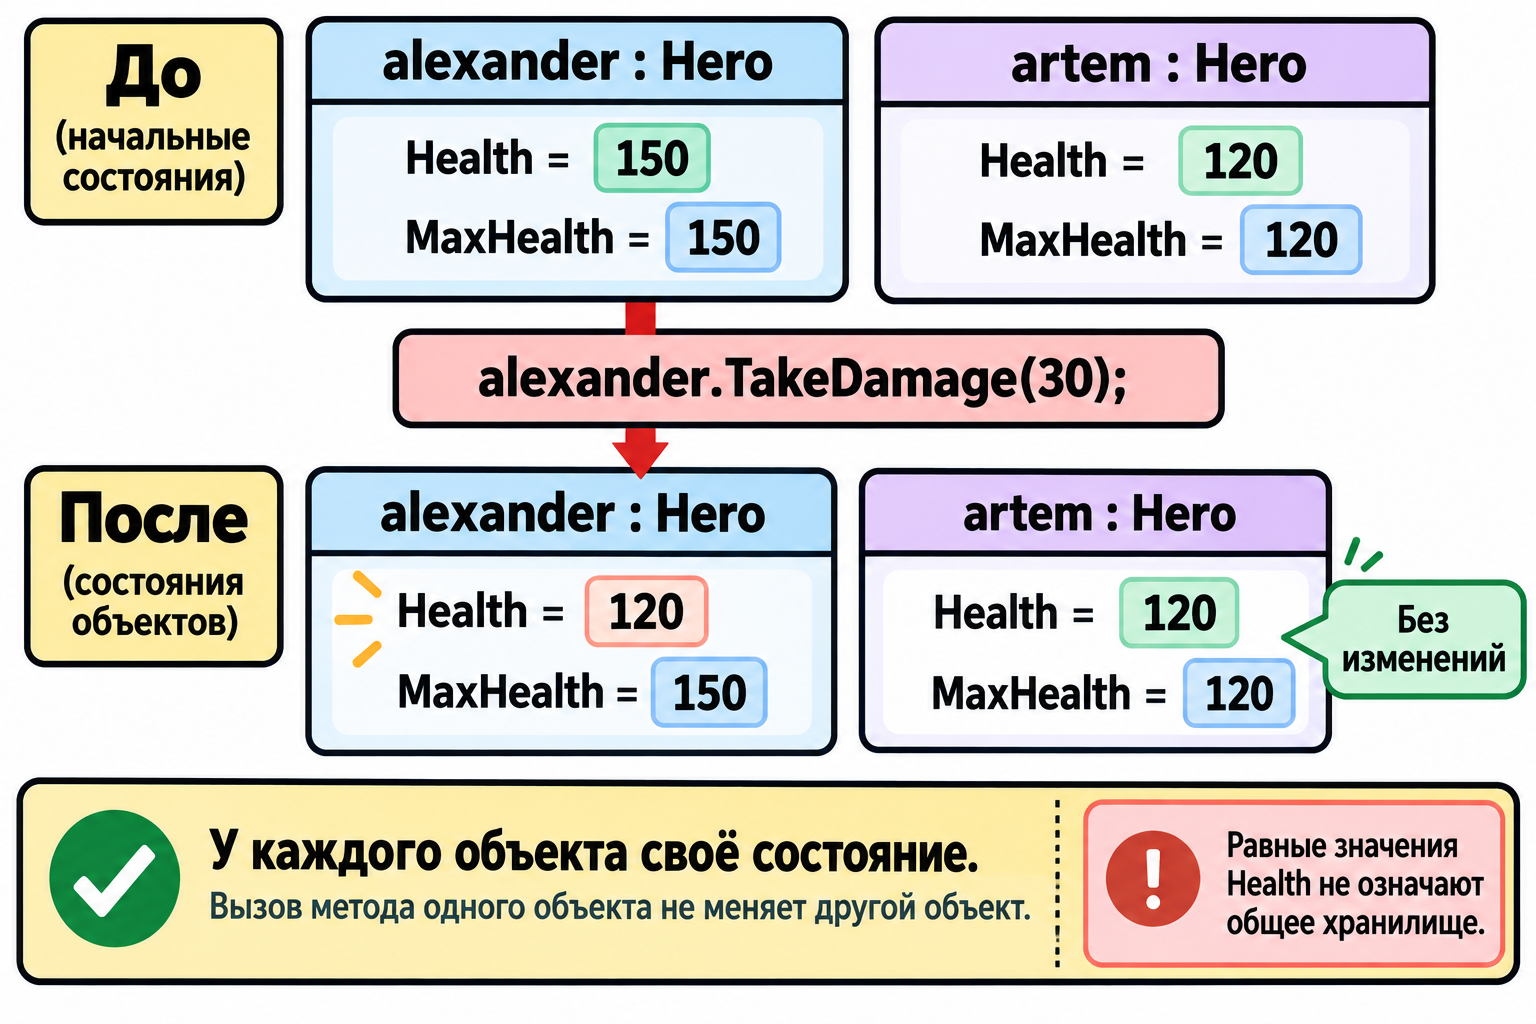 До
(начальные
состояния)
alexander : Hero
Health = 150
MaxHealth = 150
artem : Hero
Health = 120
MaxHealth = 120
alexander.TakeDamage(30);
После
(состояния
объектов)
alexander : Hero
Health = 120
MaxHealth = 150
artem : Hero
Health = 120
MaxHealth = 120
Без
изменений
У каждого объекта своё состояние.
Вызов метода одного объекта не меняет другой объект.
Равные значения
Health не означают
общее хранилище.